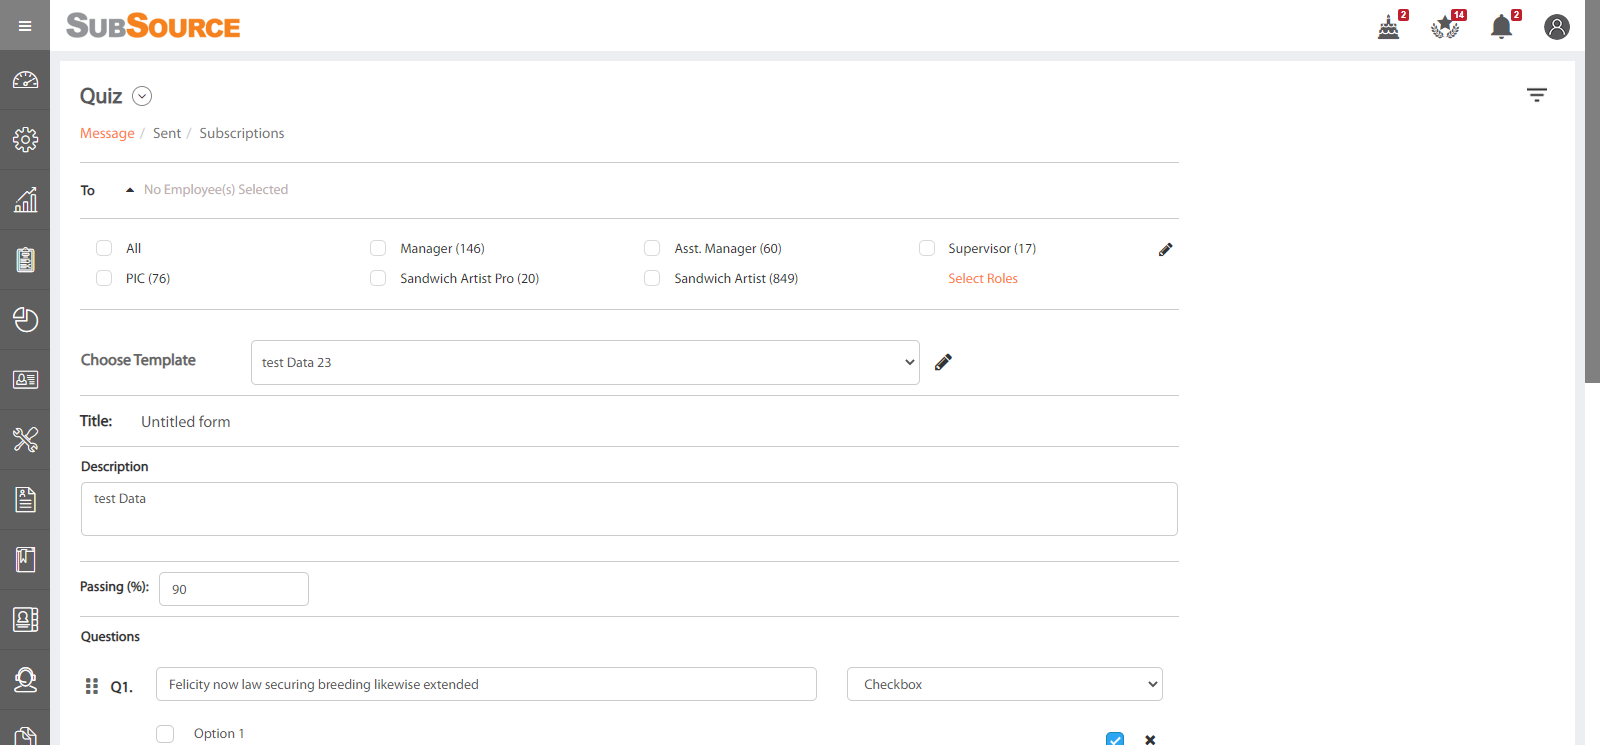 SUBSOURCE
2
14
2
Quiz
Message / Sent / Subscriptions
To No Employee(s) Selected
All Manager (146) Asst. Manager (60) Supervisor (17)
PIC (76) Sandwich Artist Pro (20) Sandwich Artist (849) Select Roles
Choose Template test Data 23
Title: Untitled form
Description
test Data
Passing (%): 90
Questions
Q1. Felicity now law securing breeding likewise extended Checkbox
Option 1